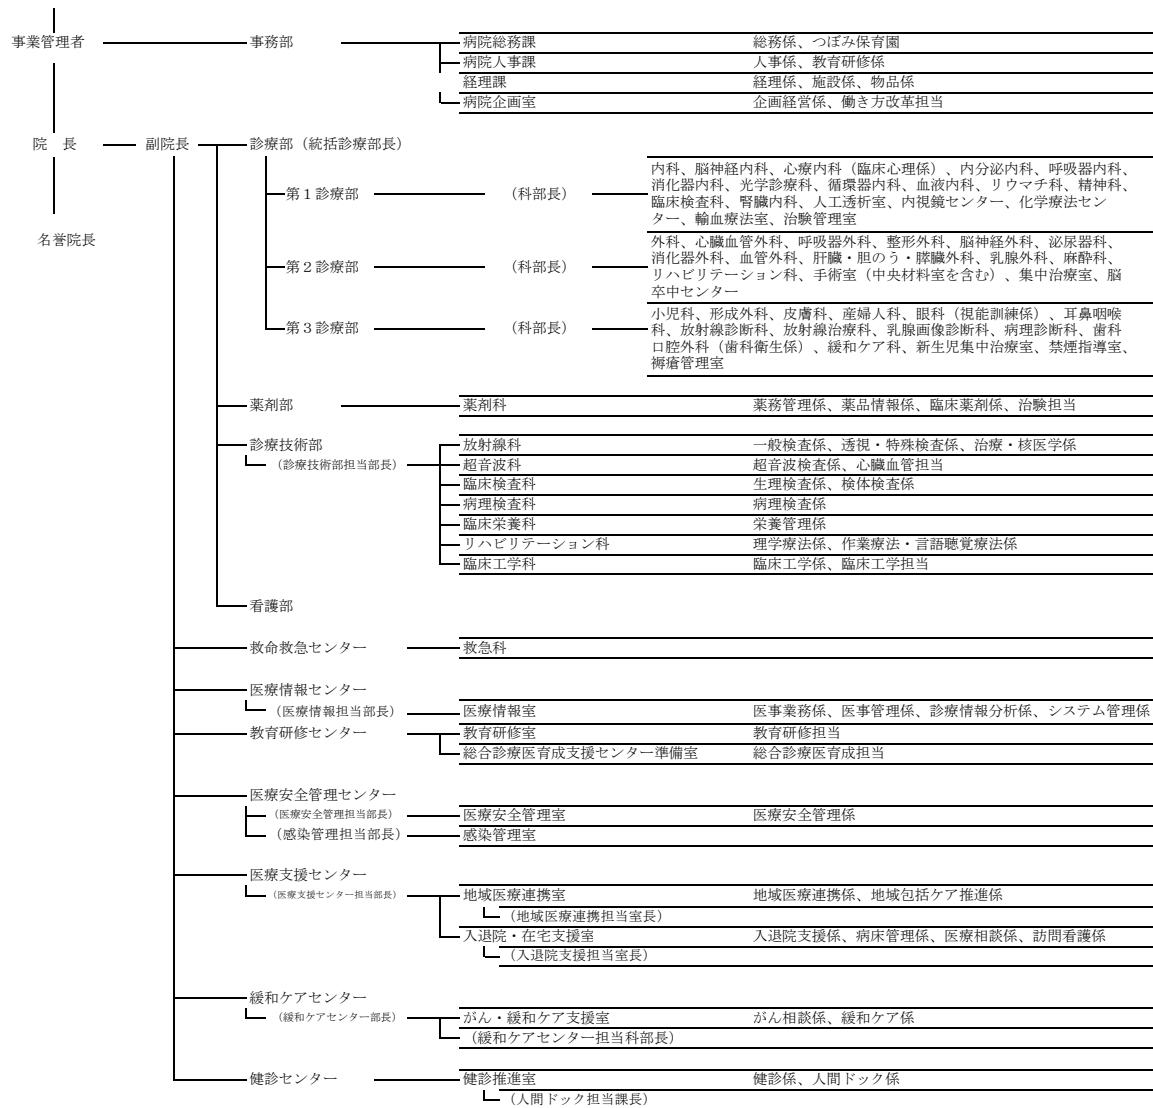 事業管理者 事務部 病院総務課 総務係、つぼみ保育園
病院人事課 人事係、教育研修係
経理課 経理係、施設係、物品係
病院企画室 企画経営係、働き方改革担当
院　長 副院長 診療部（統括診療部長）
第１診療部 （科部長） 内科、脳神経内科、心療内科（臨床心理係）、内分泌内科、呼吸器内科、
消化器内科、光学診療科、循環器内科、血液内科、リウマチ科、精神科、
臨床検査科、腎臓内科、人工透析室、内視鏡センター、化学療法セン
ター、輸血療法室、治験管理室
名誉院長
第２診療部 （科部長） 外科、心臓血管外科、呼吸器外科、整形外科、脳神経外科、泌尿器科、
消化器外科、血管外科、肝臓・胆のう・膵臓外科、乳腺外科、麻酔科、
リハビリテーション科、手術室（中央材料室を含む）、集中治療室、脳
卒中センター
第３診療部 （科部長） 小児科、形成外科、皮膚科、産婦人科、眼科（視能訓練係）、耳鼻咽喉
科、放射線診断科、放射線治療科、乳腺画像診断科、病理診断科、歯科
口腔外科（歯科衛生係）、緩和ケア科、新生児集中治療室、禁煙指導室、
褥瘡管理室
薬剤部 薬剤科 薬務管理係、薬品情報係、臨床薬剤係、治験担当
診療技術部 放射線科 一般検査係、透視・特殊検査係、治療・核医学係
（診療技術部担当部長） 超音波科 超音波検査係、心臓血管担当
臨床検査科 生理検査係、検体検査係
病理検査科 病理検査係
臨床栄養科 栄養管理係
リハビリテーション科 理学療法係、作業療法・言語聴覚療法係
臨床工学科 臨床工学係、臨床工学担当
看護部
救命救急センター 救急科
医療情報センター
（医療情報担当部長） 医療情報室 医事業務係、医事管理係、診療情報分析係、システム管理係
教育研修センター 教育研修室 教育研修担当
総合診療医育成支援センター準備室 総合診療医育成担当
医療安全管理センター
（医療安全管理担当部長） 医療安全管理室 医療安全管理係
（感染管理担当部長） 感染管理室
医療支援センター
（医療支援センター担当部長） 地域医療連携室 地域医療連携係、地域包括ケア推進係
（地域医療連携担当室長）
入退院・在宅支援室 入退院支援係、病床管理係、医療相談係、訪問看護係
（入退院支援担当室長）
緩和ケアセンター
（緩和ケアセンター部長） がん・緩和ケア支援室 がん相談係、緩和ケア係
（緩和ケアセンター担当科部長）
健診センター 健診推進室 健診係、人間ドック係
（人間ドック担当課長）